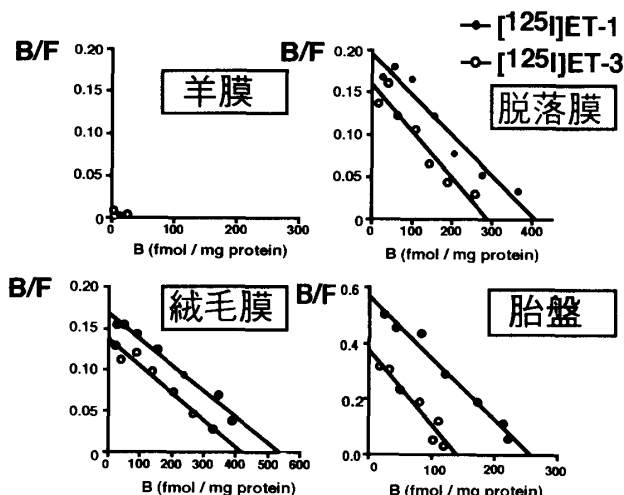 [125I]ET-1
[125I]ET-3
B/F
0.20
0.15
0.10
0.05
0
0 100 200 300
B (fmol / mg protein)
羊膜
B/F
0.20
0.15
0.10
0.05
0
0 100 200 300 400
B (fmol / mg protein)
脱落膜
B/F
0.20
0.15
0.10
0.05
0
0 100 200 300 400 500 600
B (fmol / mg protein)
絨毛膜
B/F
0.6
0.4
0.2
0.0
0 100 200 300
B (fmol / mg protein)
胎盤